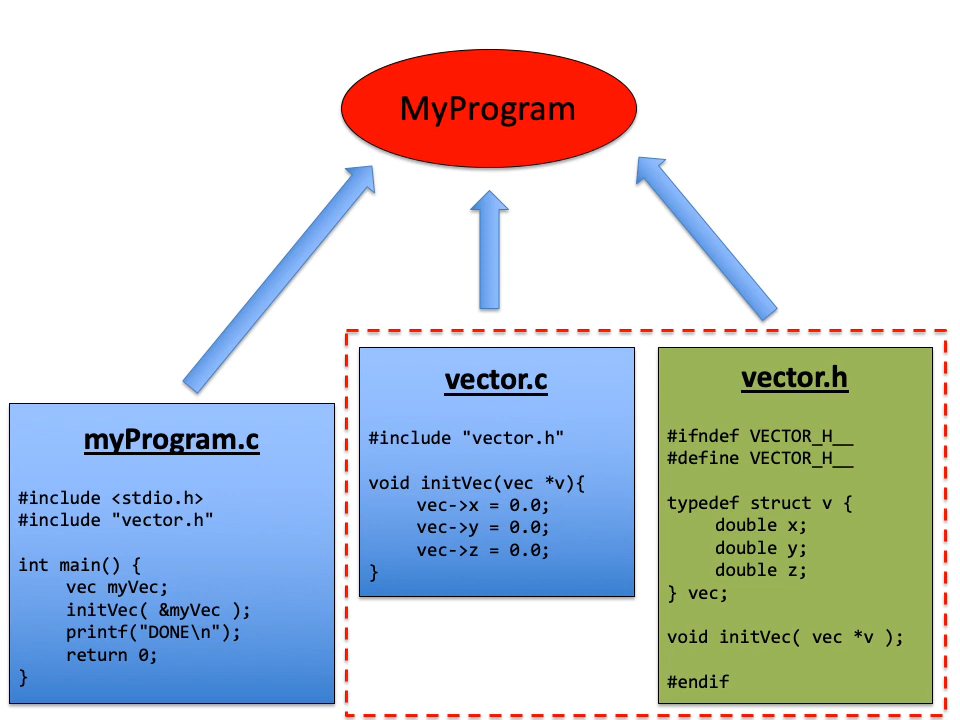 MyProgram
myProgram.c
#include <stdio.h>
#include "vector.h"
int main() {
vec myVec;
initVec( &myVec );
printf("DONE\n");
return 0;
}
vector.c
#include "vector.h"
void initVec(vec *v){
vec->x = 0.0;
vec->y = 0.0;
vec->z = 0.0;
}
vector.h
#ifndef VECTOR_H__
#define VECTOR_H__
typedef struct v {
double x;
double y;
double z;
} vec;
void initVec( vec *v );
#endif